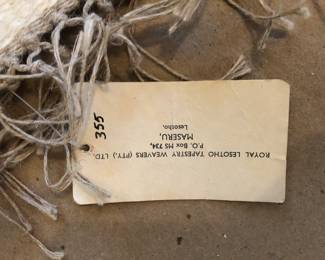 ROYAL LESOTHO TAPESTRY WEAVERS (PTY.) LTD.
P.O. Box MS 734,
MASERU,
Lesotho.
355